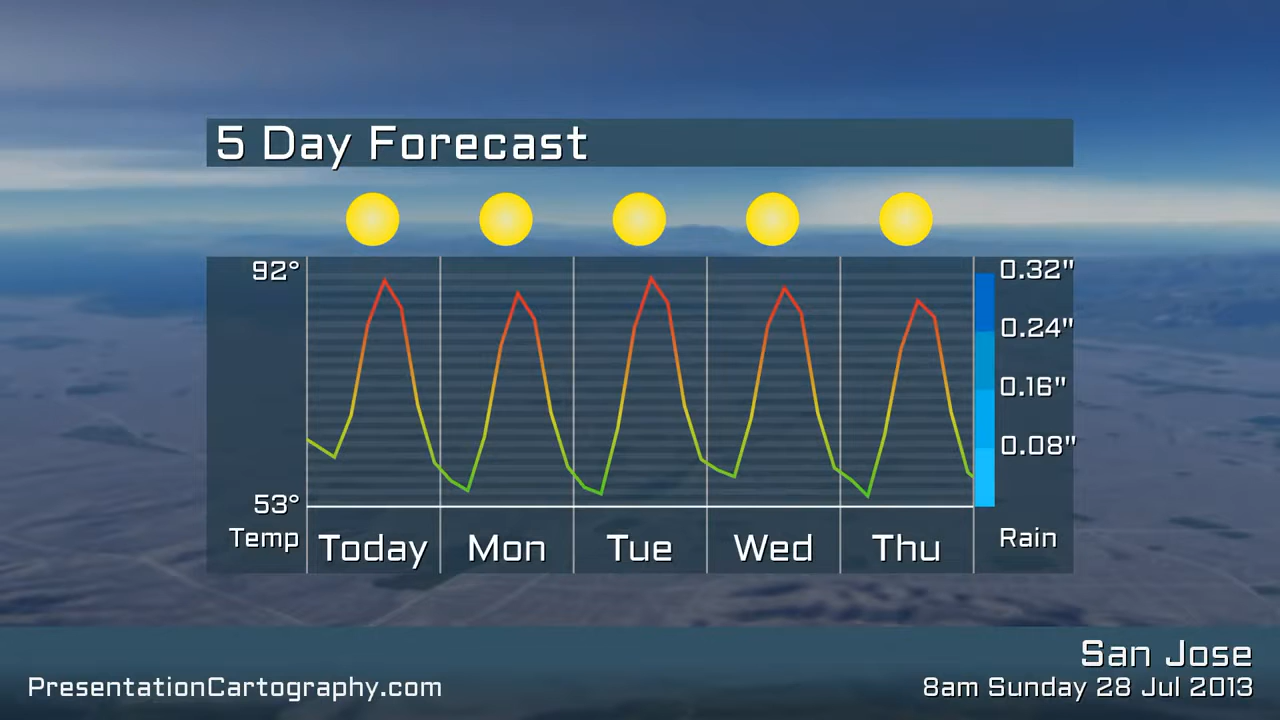 5 Day Forecast
92°
0.32"
0.24"
0.16"
0.08"
53°
Temp
Today
Mon
Tue
Wed
Thu
Rain
San Jose
PresentationCartography.com
8am Sunday 28 Jul 2013